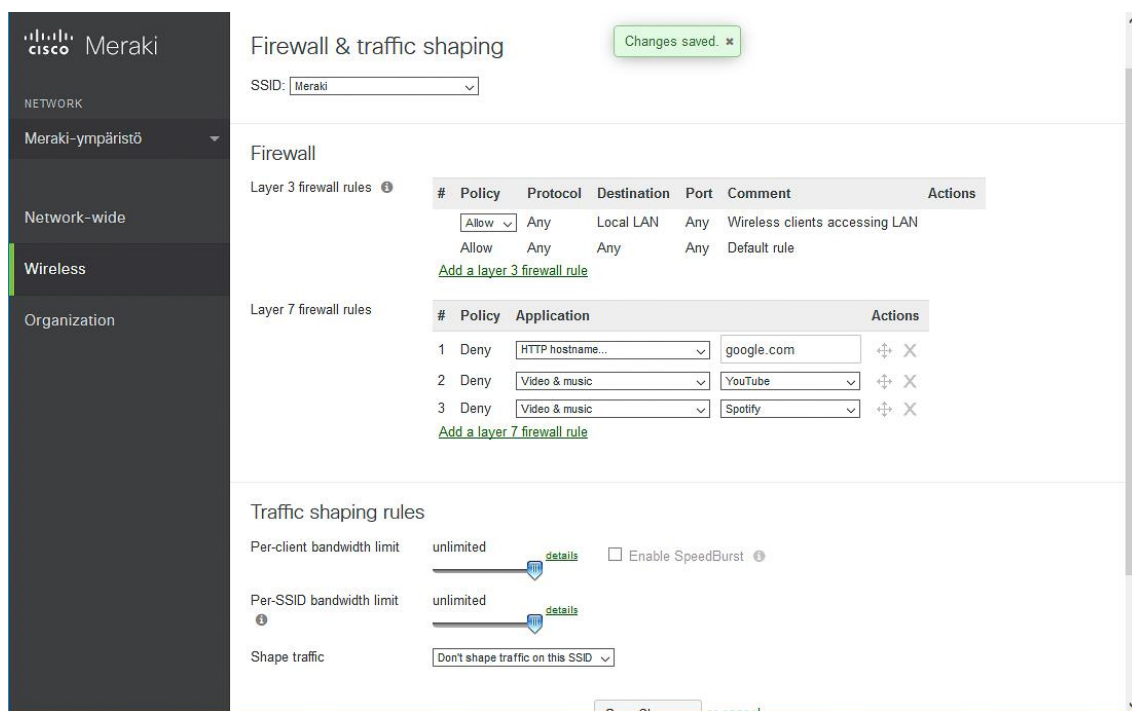 cisco Meraki
NETWORK
Meraki-ympäristö
Network-wide
Wireless
Organization
Firewall & traffic shaping
Changes saved. ×
SSID: Meraki
Firewall
Layer 3 firewall rules i
# Policy Protocol Destination Port Comment Actions
Allow Any Local LAN Any Wireless clients accessing LAN
Allow Any Any Any Default rule
Add a layer 3 firewall rule
Layer 7 firewall rules
# Policy Application Actions
1 Deny HTTP hostname... google.com X
2 Deny Video & music YouTube X
3 Deny Video & music Spotify X
Add a layer 7 firewall rule
Traffic shaping rules
Per-client bandwidth limit unlimited details Enable SpeedBurst i
Per-SSID bandwidth limit i unlimited details
Shape traffic Don't shape traffic on this SSID